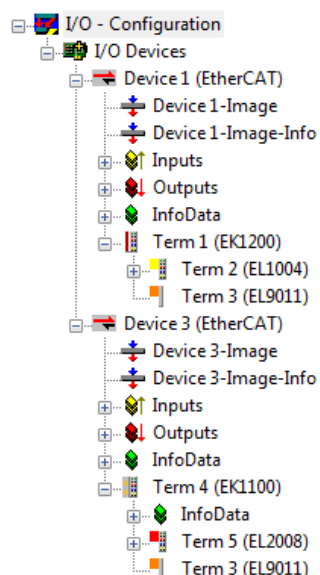 I/O - Configuration
I/O Devices
Device 1 (EtherCAT)
Device 1-Image
Device 1-Image-Info
Inputs
Outputs
InfoData
Term 1 (EK1200)
Term 2 (EL1004)
Term 3 (EL9011)
Device 3 (EtherCAT)
Device 3-Image
Device 3-Image-Info
Inputs
Outputs
InfoData
Term 4 (EK1100)
InfoData
Term 5 (EL2008)
Term 3 (EL9011)